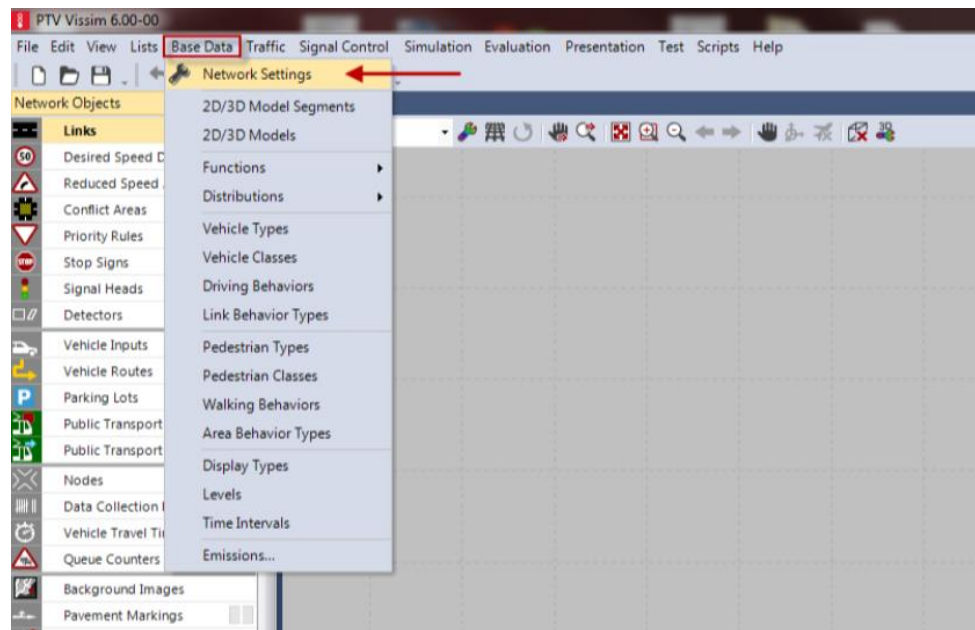 PTV Vissim 6.00-00
File Edit View Lists Base Data Traffic Signal Control Simulation Evaluation Presentation Test Scripts Help
Network Settings
2D/3D Model Segments
2D/3D Models
Functions
Distributions
Vehicle Types
Vehicle Classes
Driving Behaviors
Link Behavior Types
Pedestrian Types
Pedestrian Classes
Walking Behaviors
Area Behavior Types
Display Types
Levels
Time Intervals
Emissions...
Network Objects
Links
50 Desired Speed D
Reduced Speed
Conflict Areas
Priority Rules
STOP Stop Signs
Signal Heads
Detectors
Vehicle Inputs
Vehicle Routes
P Parking Lots
Public Transport
Public Transport
Nodes
Data Collection
Vehicle Travel Ti
Queue Counters
Background Images
Pavement Markings
3D